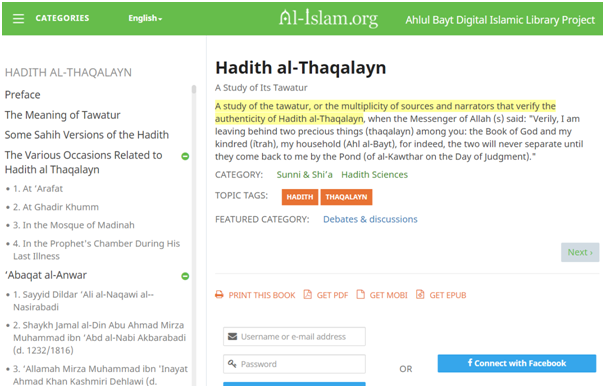 CATEGORIES
English
Al-Islam.org
Ahlul Bayt Digital Islamic Library Project
HADITH AL-THAQALAYN
Preface
The Meaning of Tawatur
Some Sahih Versions of the Hadith
The Various Occasions Related to
Hadith al Thaqalayn
1. At 'Arafat
2. At Ghadir Khumm
3. In the Mosque of Madinah
4. In the Prophet's Chamber During His
Last Illness
'Abaqat al-Anwar
1. Sayyid Dildar 'Ali al-Naqawi al--
Nasirabadi
2. Shaykh Jamal al-Din Abu Ahmad Mirza
Muhammad ibn 'Abd al-Nabi Akbarabadi
(d. 1232/1816)
3. 'Allamah Mirza Muhammad ibn 'Inayat
Ahmad Khan Kashmiri Dehlawi (d.
Hadith al-Thaqalayn
A Study of Its Tawatur
A study of the tawatur, or the multiplicity of sources and narrators that verify the
authenticity of Hadith al-Thaqalayn, when the Messenger of Allah (s) said: "Verily, I am
leaving behind two precious things (thaqalayn) among you: the Book of God and my
kindred (ītrah), my household (Ahl al-Bayt), for indeed, the two will never separate until
they come back to me by the Pond (of al-Kawthar on the Day of Judgment)."
CATEGORY: Sunni & Shi'a Hadith Sciences
TOPIC TAGS: HADITH THAQALAYN
FEATURED CATEGORY: Debates & discussions
Next ›
PRINT THIS BOOK GET PDF GET MOBI GET EPUB
Username or e-mail address
Password
OR
f Connect with Facebook